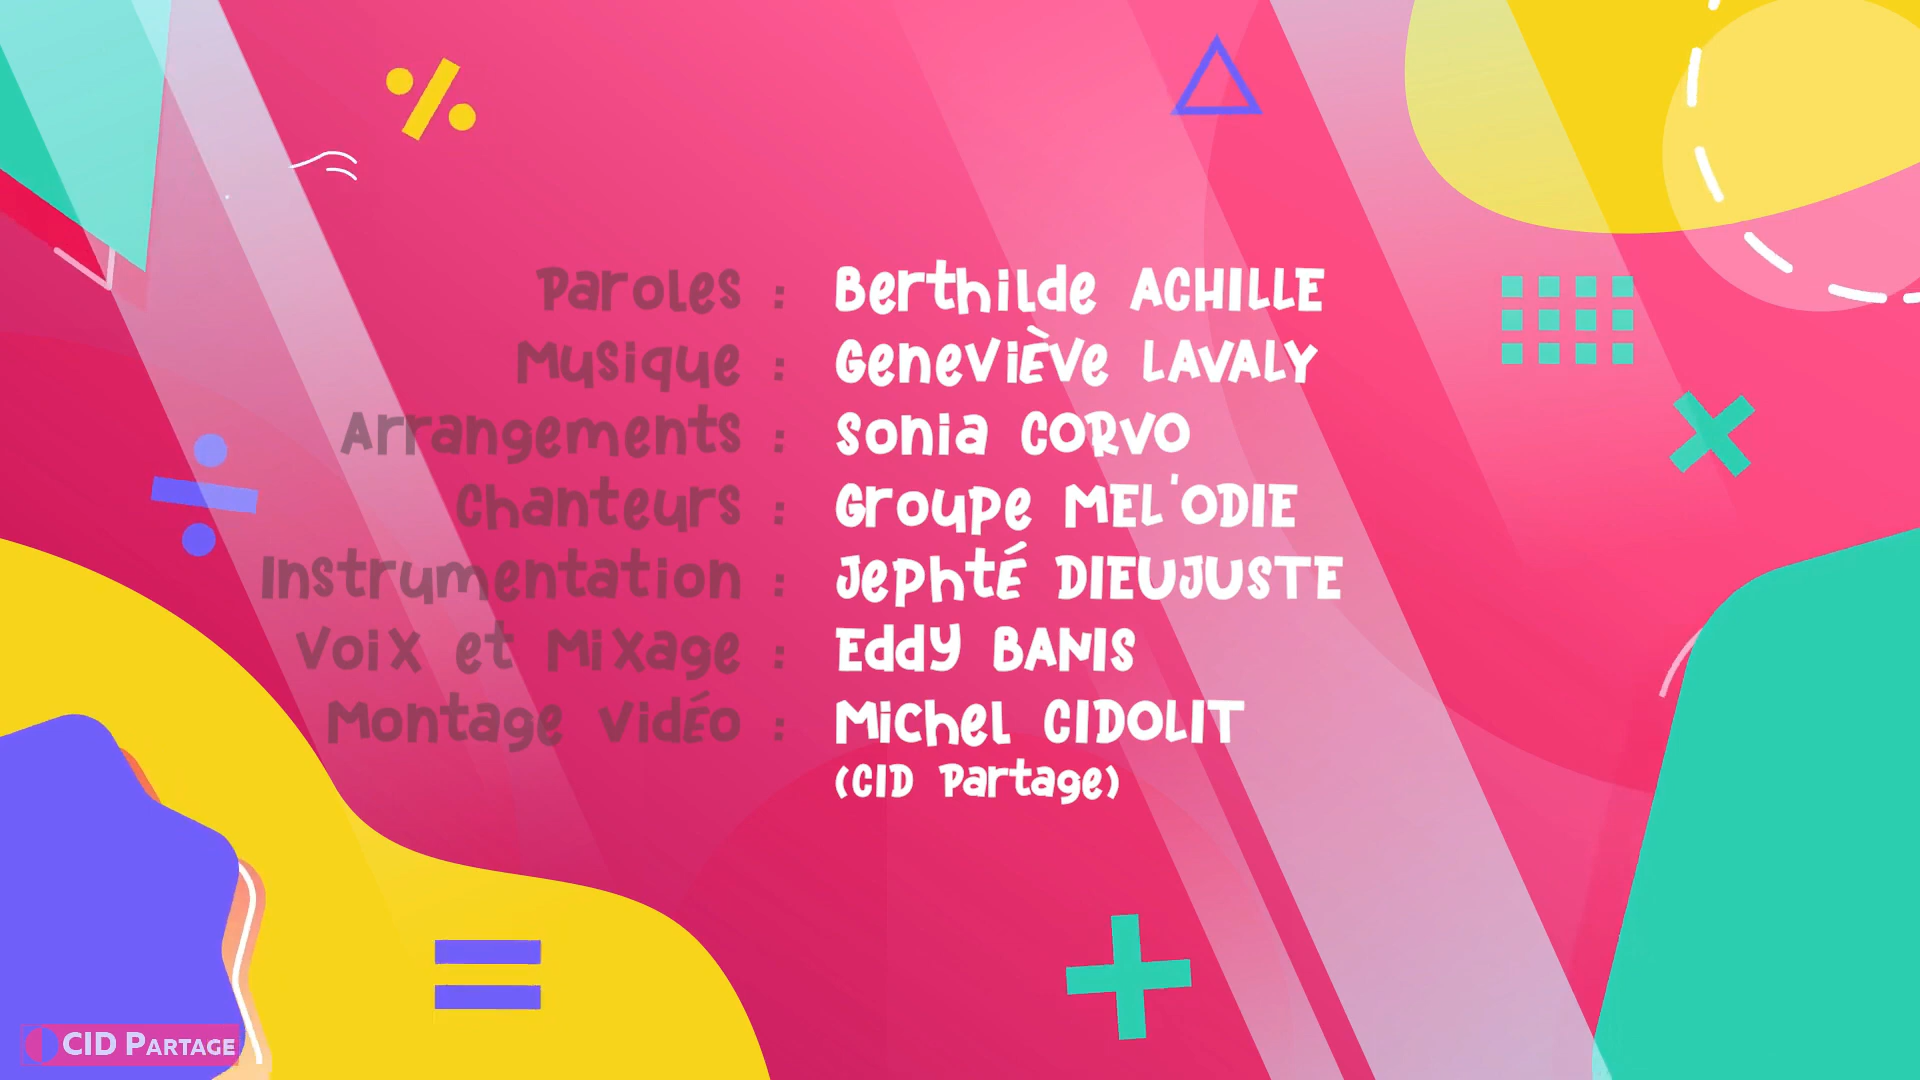 Paroles : Berthilde ACHILLE
Musique : GeneviÈve LAVALY
Arrangements : Sonia CORVO
Chanteurs : Groupe MEL'ODIE
Instrumentation : JephtÉ DIEUJUSTE
Voix et Mixage : Eddy BANIS
Montage vidÉo : Michel CIDOLIT
(CID Partage)
CID PARTAGE